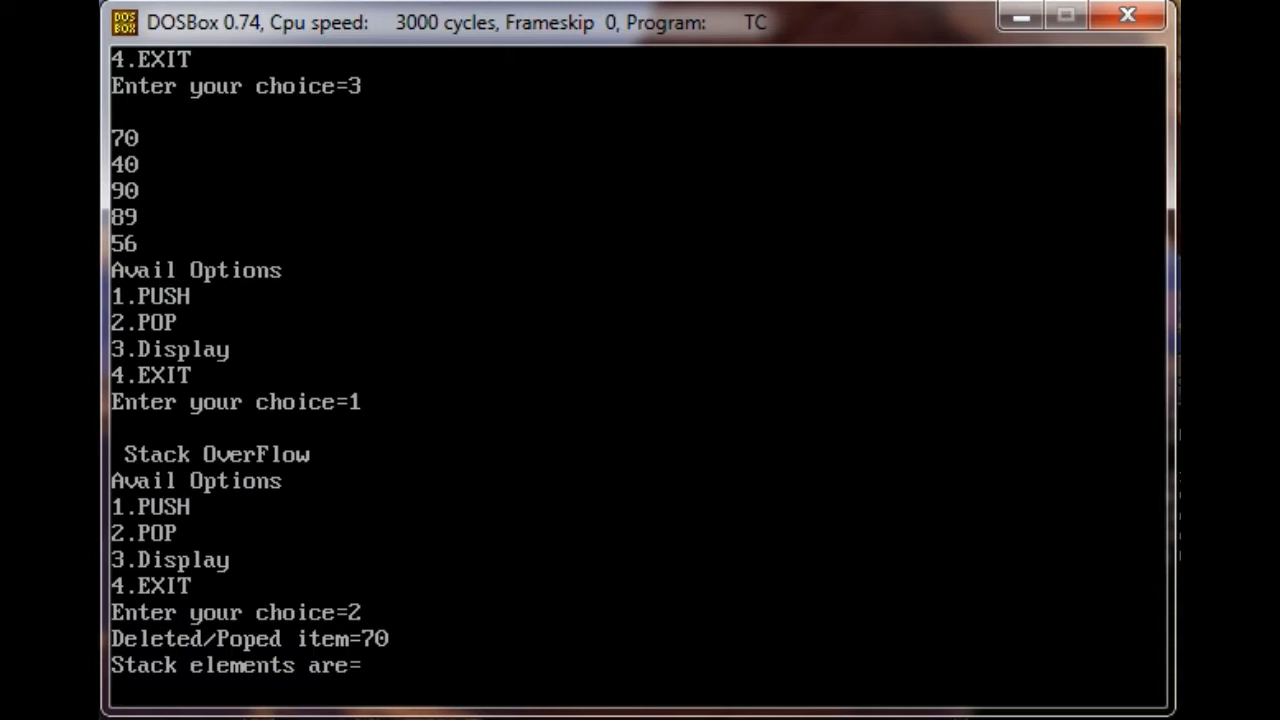 DOS
BOX
DOSBox 0.74, Cpu speed: 3000 cycles, Frameskip 0, Program: TC
4.EXIT
Enter your choice=3
70
40
90
89
56
Avail Options
1.PUSH
2.POP
3.Display
4.EXIT
Enter your choice=1
Stack OverFlow
Avail Options
1.PUSH
2.POP
3.Display
4.EXIT
Enter your choice=2
Deleted/Poped item=70
Stack elements are=